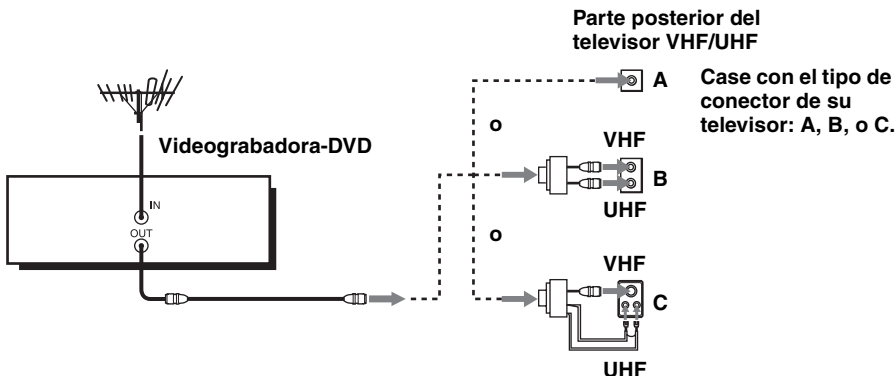 Parte posterior del
televisor VHF/UHF
A
Case con el tipo de
conector de su
televisor: A, B, o C.
o
Videograbadora-DVD
VHF
B
UHF
IN
OUT
o
VHF
C
UHF